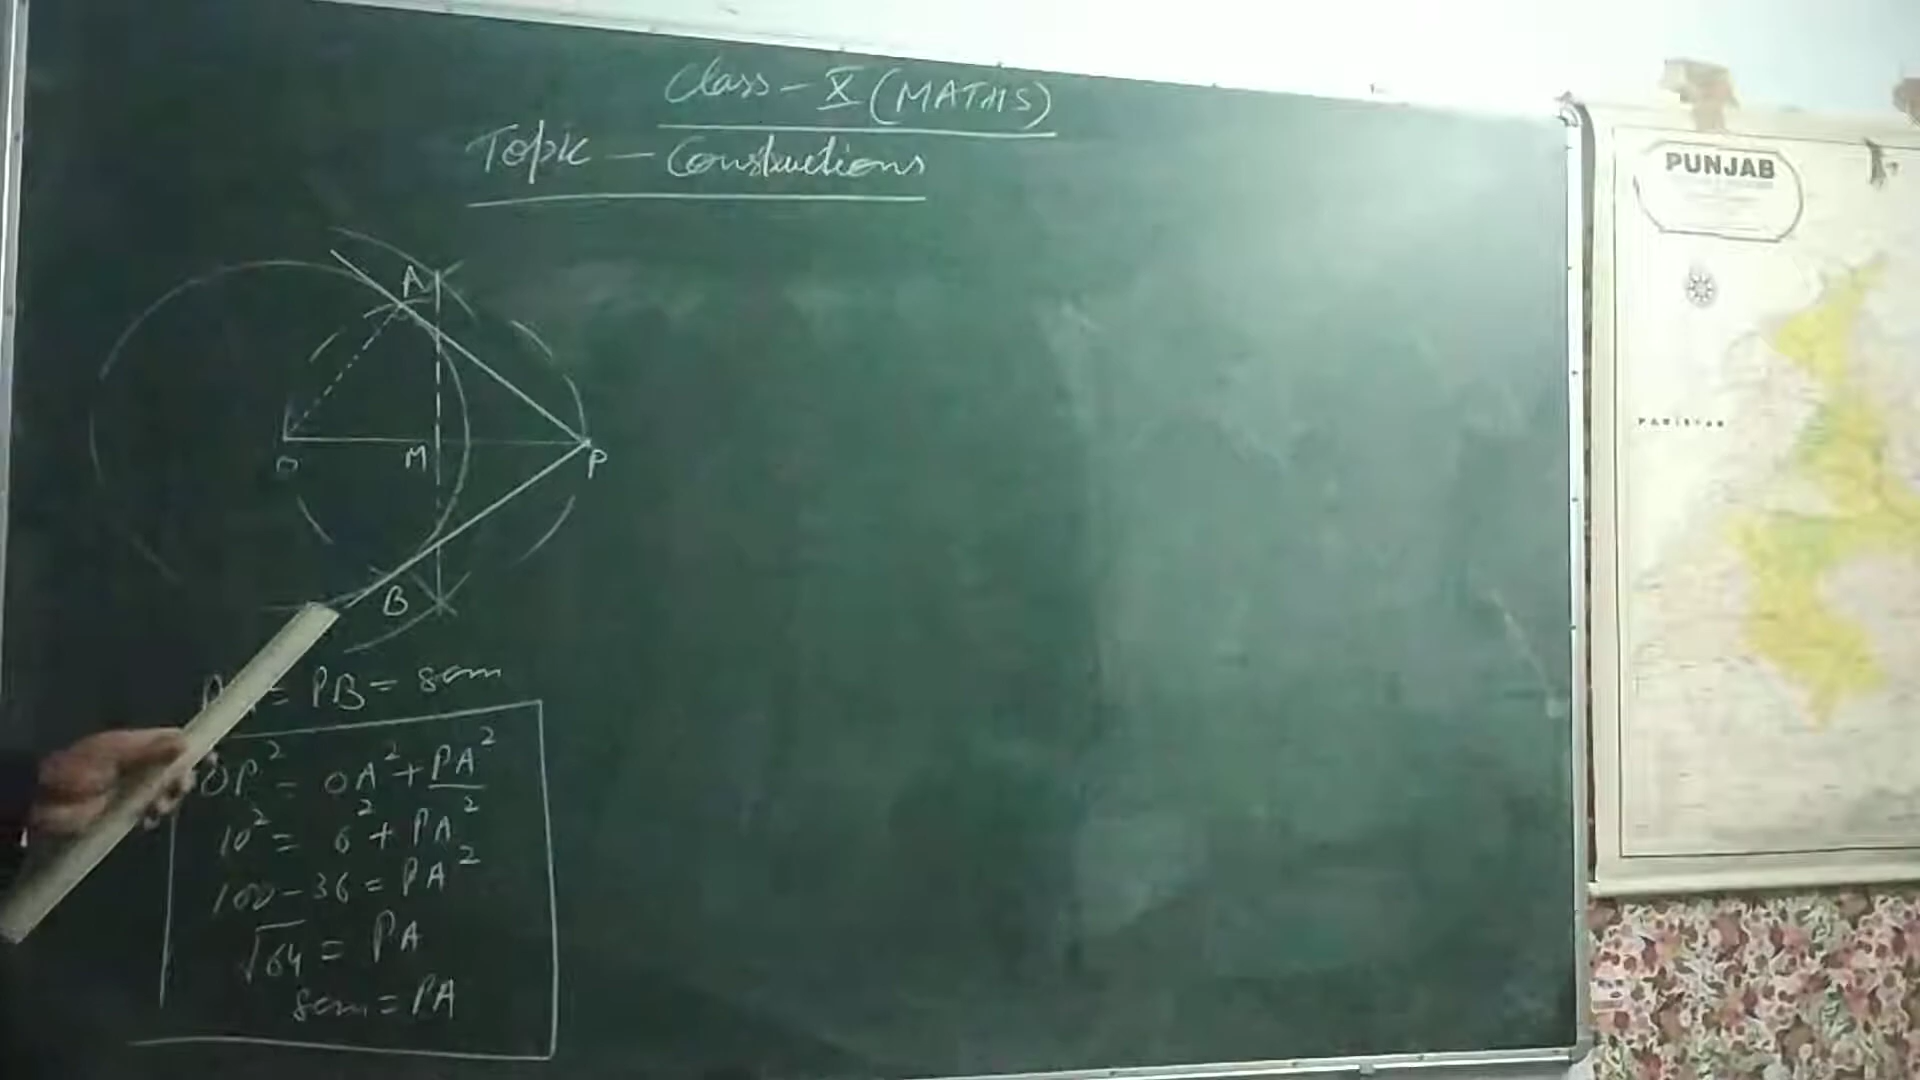 Class - X (MATHS)
Topic - Constructions
A
O
M
P
B
= PB = 8cm
OP² = OA² + PA²
10² = 6² + PA²
100 - 36 = PA²
√64 = PA
8cm = PA
PUNJAB
PAKISTAN